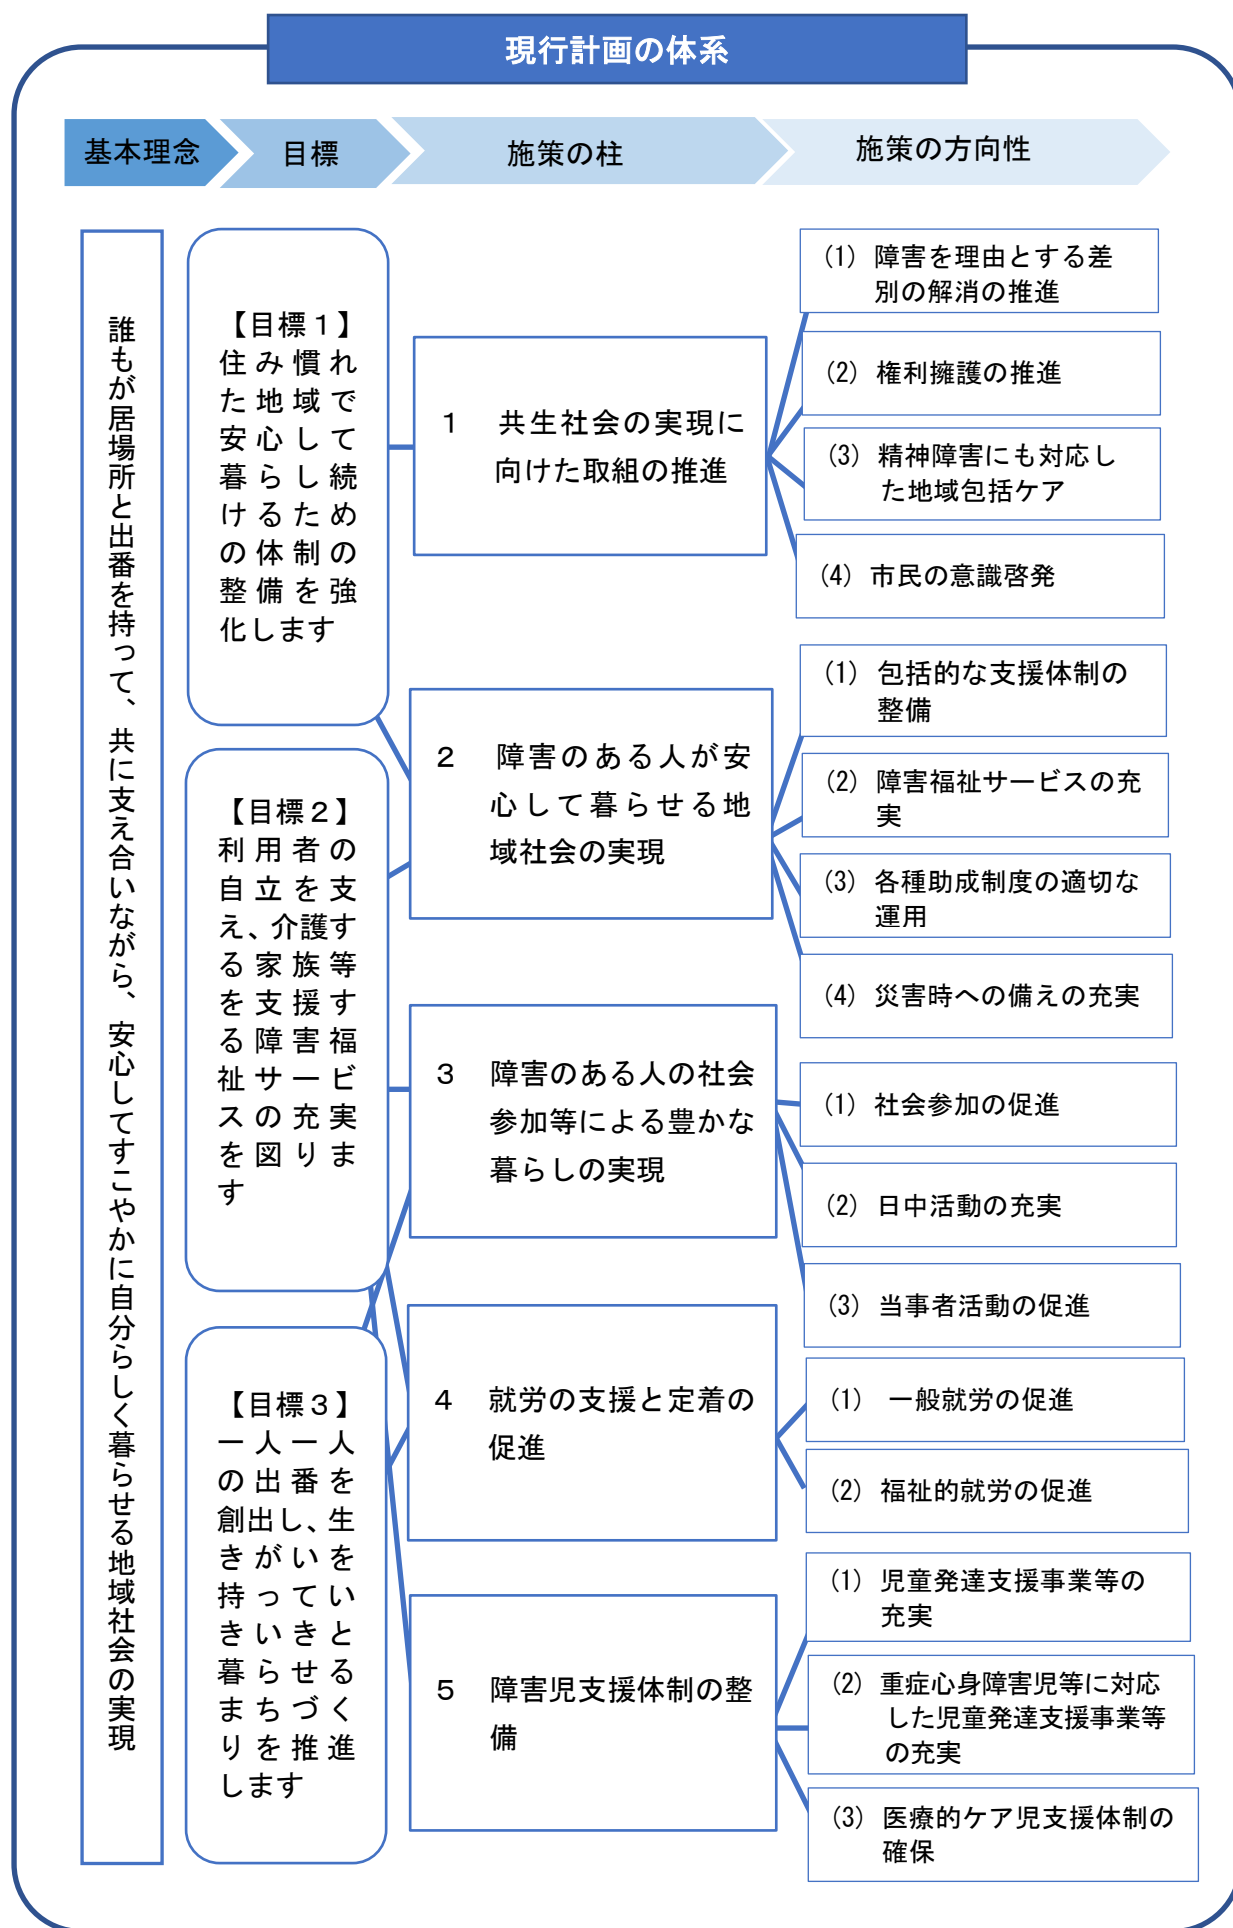 現行計画の体系
基本理念
目標
施策の柱
施策の方向性
誰もが居場所と出番を持って、共に支え合いながら、安心してすこやかに自分らしく暮らせる地域社会の実現
【目標１】
住み慣れ
た地域で
安心して
暮らし続
けるため
の体制の
整備を強
化します
【目標２】
利用者の
自立を支
え、介護す
る家族等
を支援す
る障害福
祉サービ
スの充実
を図りま
す
【目標３】
一人一人
の出番を
創出し、生
きがいを
持ってい
きいきと
暮らせる
まちづく
りを推進
します
１　共生社会の実現に
向けた取組の推進
(1) 障害を理由とする差
別の解消の推進
(2) 権利擁護の推進
(3) 精神障害にも対応し
た地域包括ケア
(4) 市民の意識啓発
２　障害のある人が安
心して暮らせる地
域社会の実現
(1) 包括的な支援体制の
整備
(2) 障害福祉サービスの充
実
(3) 各種助成制度の適切な
運用
(4) 災害時への備えの充実
３　障害のある人の社会
参加等による豊かな
暮らしの実現
(1) 社会参加の促進
(2) 日中活動の充実
(3) 当事者活動の促進
４　就労の支援と定着の
促進
(1) 一般就労の促進
(2) 福祉的就労の促進
５　障害児支援体制の整
備
(1) 児童発達支援事業等の
充実
(2) 重症心身障害児等に対応
した児童発達支援事業等
の充実
(3) 医療的ケア児支援体制の
確保